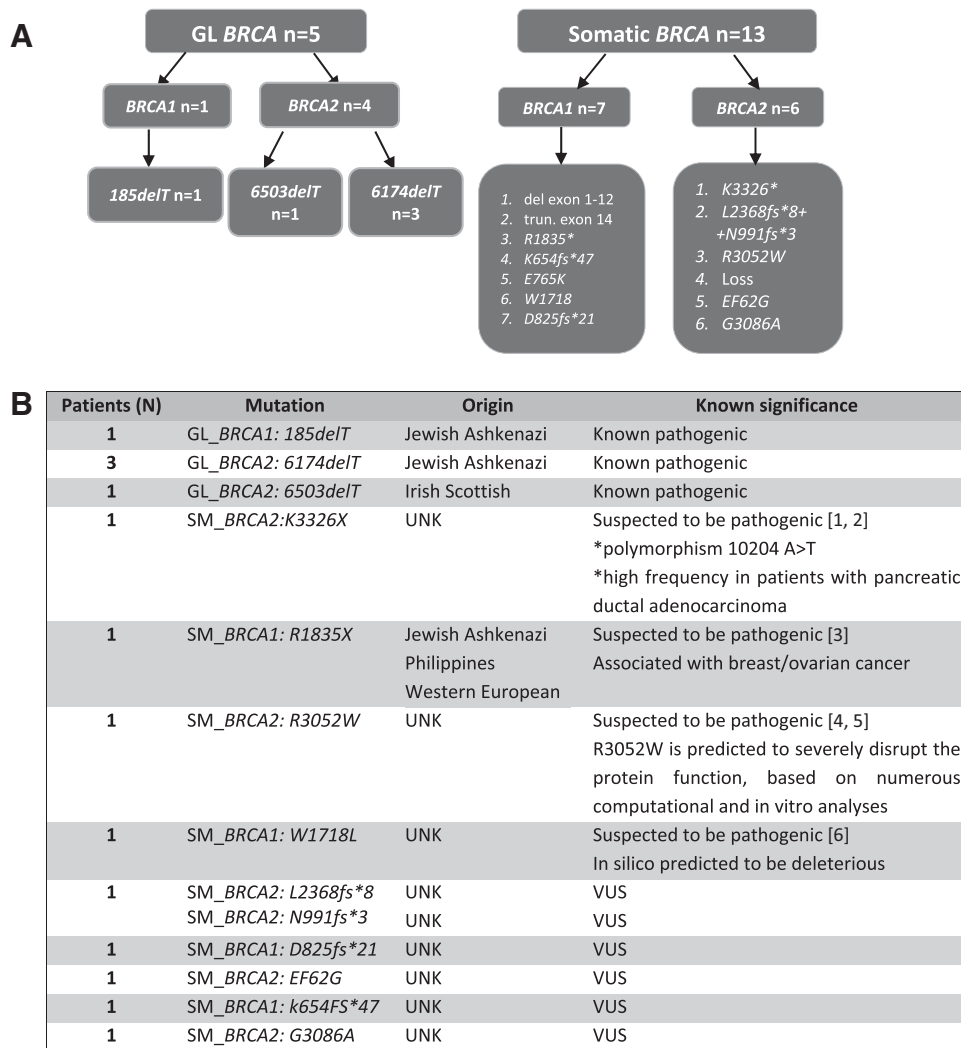 A
GL BRCA n=5
Somatic BRCA n=13
BRCA1 n=1
BRCA2 n=4
BRCA1 n=7
BRCA2 n=6
185delT n=1
6503delT
n=1
6174delT
n=3
1. del exon 1-12
2. trun. exon 14
3. R1835*
4. K654fs*47
5. E765K
6. W1718
7. D825fs*21
1. K3326*
2. L2368fs*8+
+N991fs*3
3. R3052W
4. Loss
5. EF62G
6. G3086A
B
Patients (N) Mutation Origin Known significance
1 GL_BRCA1: 185delT Jewish Ashkenazi Known pathogenic
3 GL_BRCA2: 6174delT Jewish Ashkenazi Known pathogenic
1 GL_BRCA2: 6503delT Irish Scottish Known pathogenic
1 SM_BRCA2:K3326X UNK Suspected to be pathogenic [1, 2]
*polymorphism 10204 A>T
*high frequency in patients with pancreatic
ductal adenocarcinoma
1 SM_BRCA1: R1835X Jewish Ashkenazi Suspected to be pathogenic [3]
Philippines Associated with breast/ovarian cancer
Western European
1 SM_BRCA2: R3052W UNK Suspected to be pathogenic [4, 5]
R3052W is predicted to severely disrupt the
protein function, based on numerous
computational and in vitro analyses
1 SM_BRCA1: W1718L UNK Suspected to be pathogenic [6]
In silico predicted to be deleterious
1 SM_BRCA2: L2368fs*8 UNK VUS
SM_BRCA2: N991fs*3 UNK VUS
1 SM_BRCA1: D825fs*21 UNK VUS
1 SM_BRCA2: EF62G UNK VUS
1 SM_BRCA1: k654FS*47 UNK VUS
1 SM_BRCA2: G3086A UNK VUS